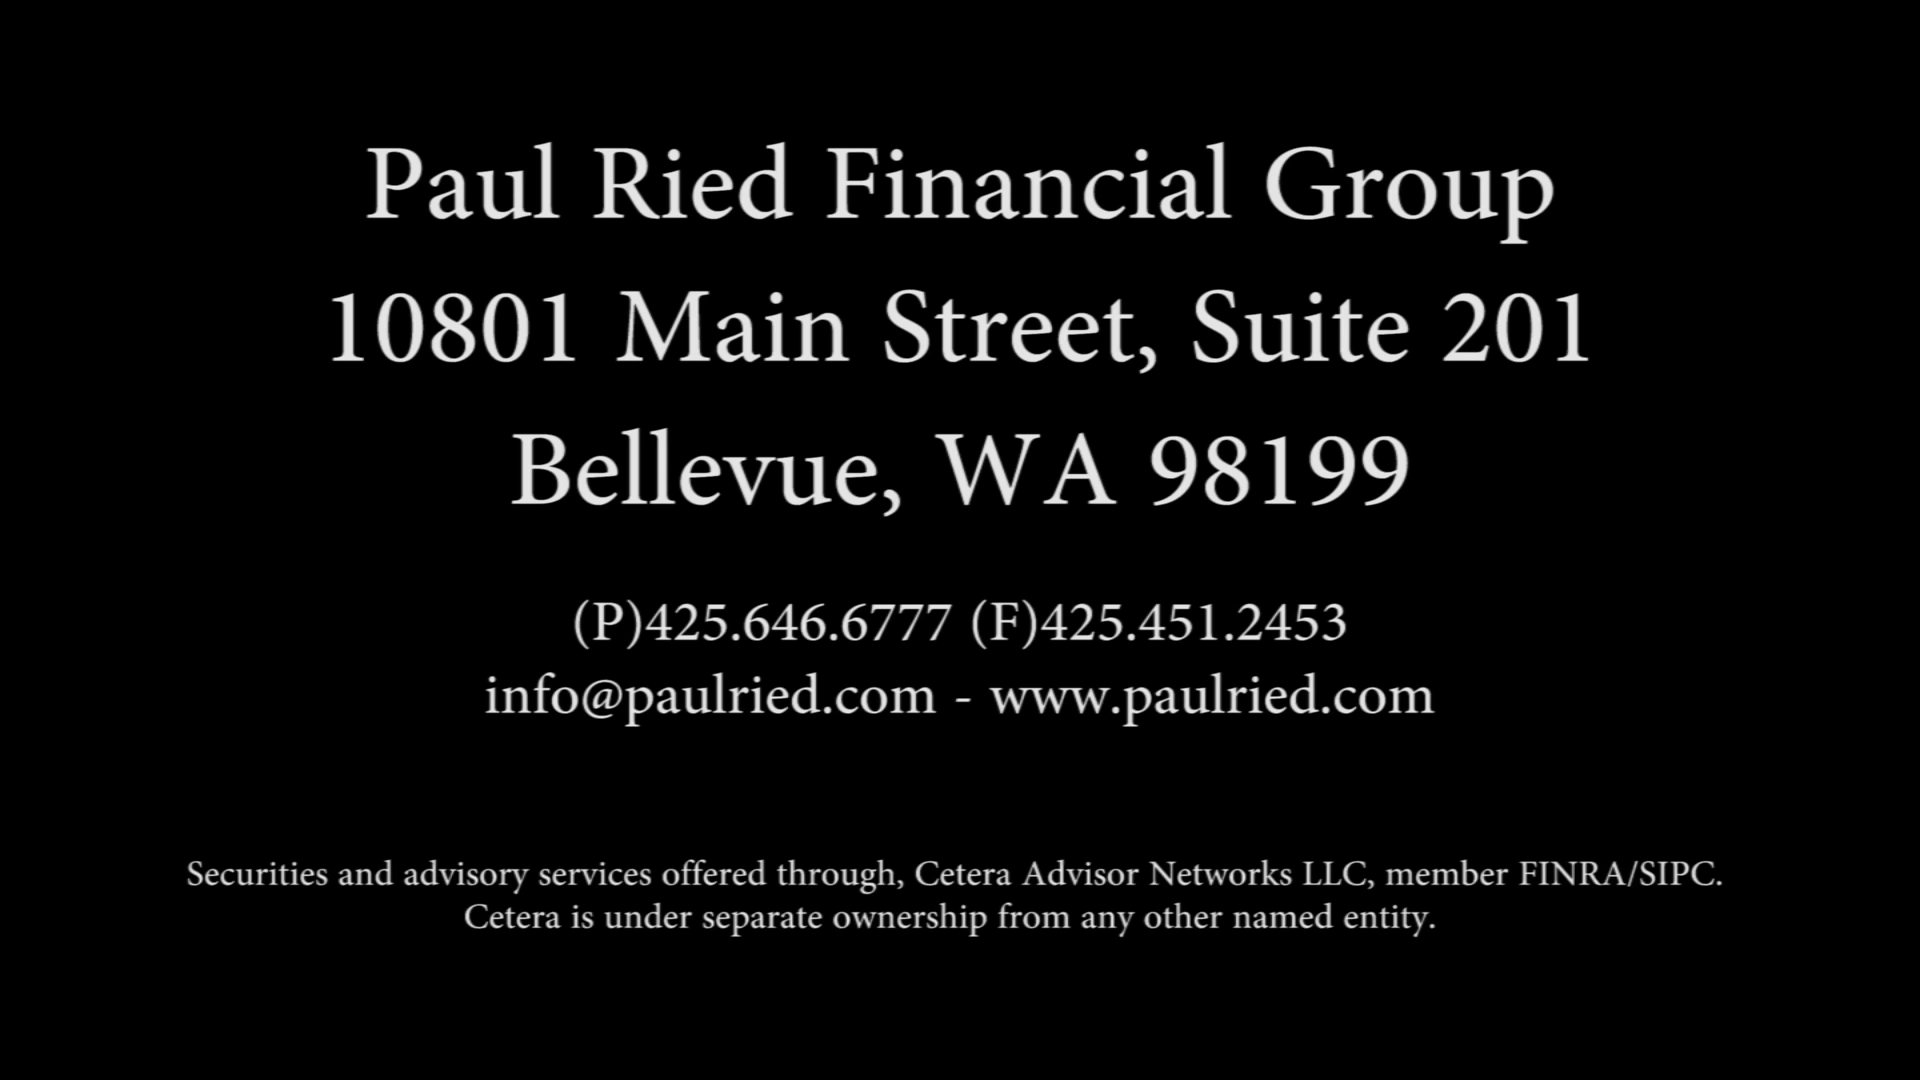 Paul Ried Financial Group
10801 Main Street, Suite 201
Bellevue, WA 98199
(P)425.646.6777 (F)425.451.2453
info@paulried.com - www.paulried.com
Securities and advisory services offered through, Cetera Advisor Networks LLC, member FINRA/SIPC.
Cetera is under separate ownership from any other named entity.